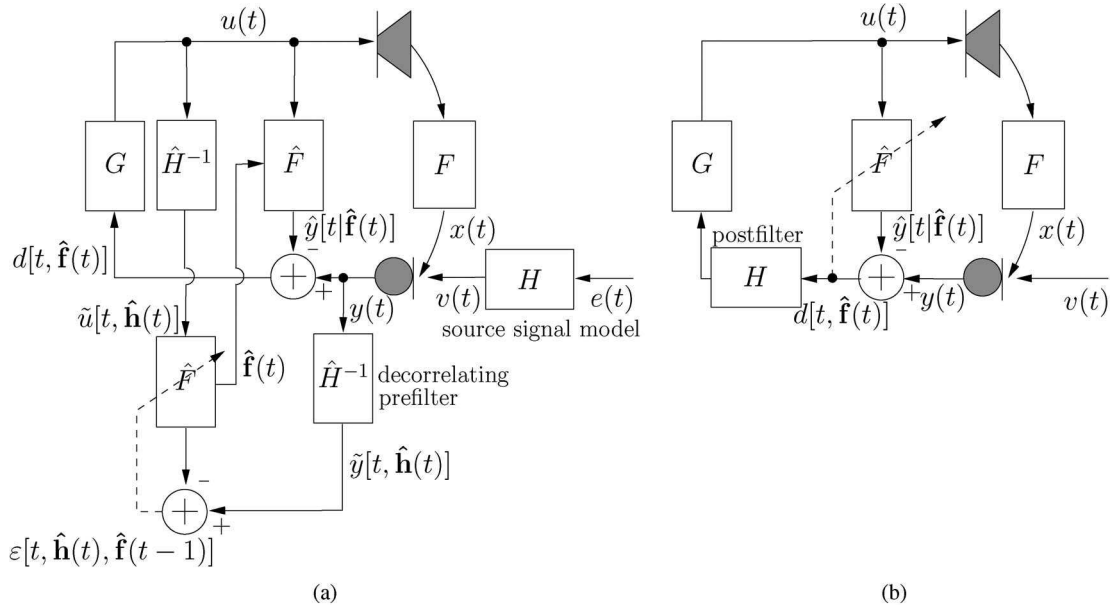 u(t)
G
Ĥ⁻¹
F̂
F
ŷ[t|f̂(t)]
x(t)
d[t, f̂(t)]
-
+
+
H
v(t)
e(t)
y(t)
source signal model
ũ[t, ĥ(t)]
F̂
f̂(t)
Ĥ⁻¹
decorrelating
prefilter
ỹ[t, ĥ(t)]
-
+
+
ε[t, ĥ(t), f̂(t−1)]
(a)
u(t)
G
F̂
F
ŷ[t|f̂(t)]
x(t)
postfilter
H
-
+
+
y(t)
v(t)
d[t, f̂(t)]
(b)